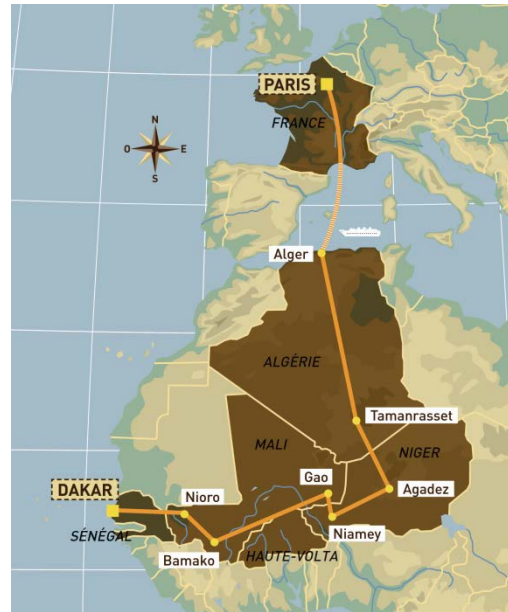 PARIS
FRANCE
N
O
E
S
Alger
ALGÉRIE
Tamanrasset
MALI
NIGER
Gao
Agadez
DAKAR
Nioro
Niamey
SÉNÉGAL
Bamako
HAUTE-VOLTA